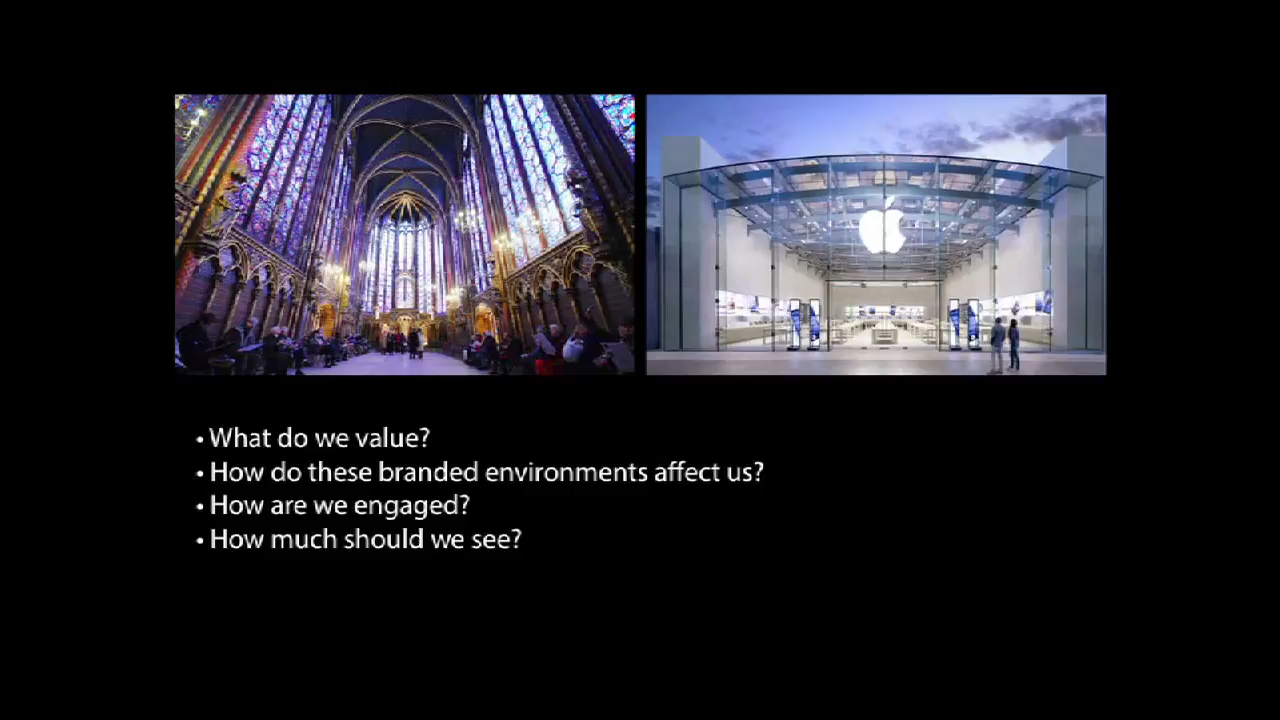 • What do we value?
• How do these branded environments affect us?
• How are we engaged?
• How much should we see?